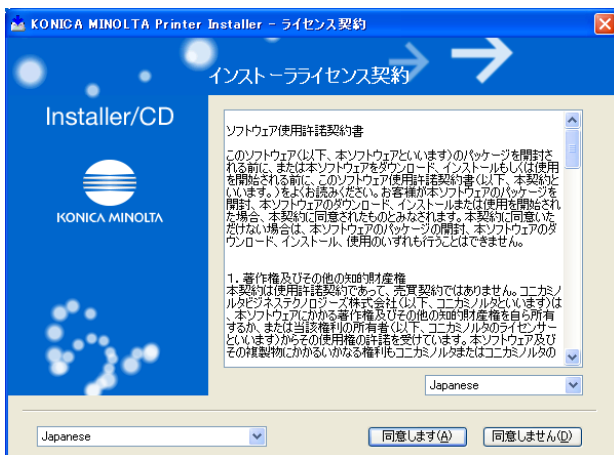 KONICA MINOLTA Printer Installer - ライセンス契約
インストーラライセンス契約
Installer/CD
KONICA MINOLTA
ソフトウェア使用許諾契約書
このソフトウェア(以下、本ソフトウェアといいます)のパッケージを開封さ
れる前に、または本ソフトウェアをダウンロード、インストールもしくは使用
を開始される前に、このソフトウェア使用許諾契約書(以下、本契約と
いいます。)をよくお読みください。お客様が本ソフトウェアのパッケージを
開封、本ソフトウェアのダウンロード、インストールまたは使用を開始され
た場合、本契約に同意されたものとみなされます。本契約に同意いた
だけない場合は、本ソフトウェアのパッケージの開封、本ソフトウェアのダ
ウンロード、インストール、使用のいずれも行うことはできません。
1. 著作権及びその他の知的財産権
本契約は使用許諾契約であって、売買契約ではありません。コニカミノ
ルタビジネステクノロジーズ株式会社(以下、コニカミノルタといいます)は
、本ソフトウェアにかかる著作権及びその他の知的財産権を自ら所有
するか、または当該権利の所有者(以下、コニカミノルタのライセンサー
といいます)からその使用権の許諾を受けています。本ソフトウェア及び
その複製物にかかるいかなる権利もコニカミノルタまたはコニカミノルタの
Japanese
Japanese
同意します(A)
同意しません(D)